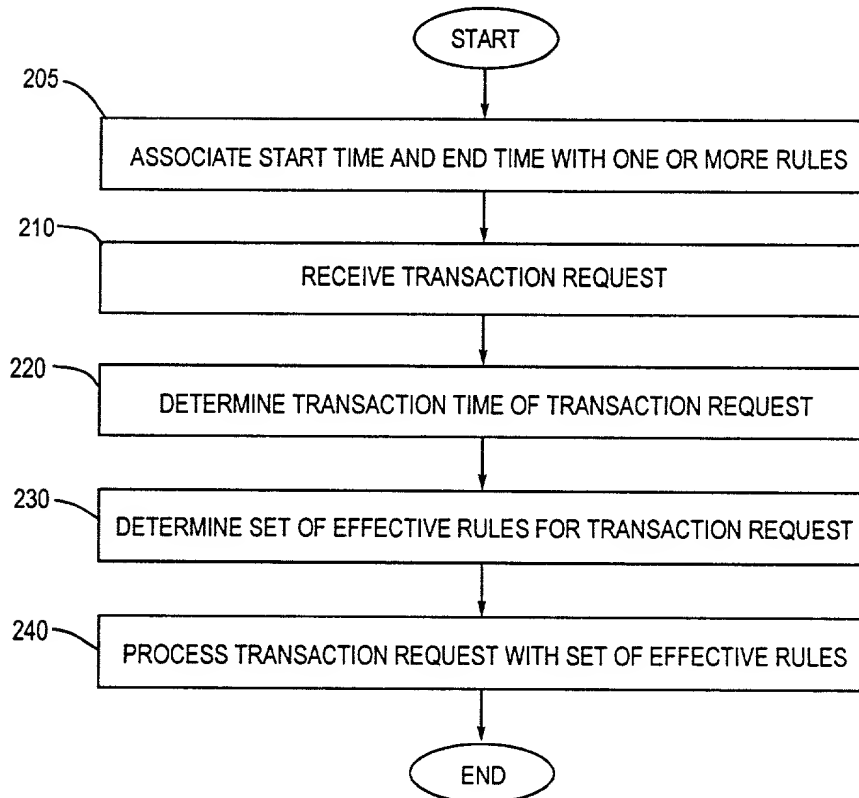 START
205
ASSOCIATE START TIME AND END TIME WITH ONE OR MORE RULES
210
RECEIVE TRANSACTION REQUEST
220
DETERMINE TRANSACTION TIME OF TRANSACTION REQUEST
230
DETERMINE SET OF EFFECTIVE RULES FOR TRANSACTION REQUEST
240
PROCESS TRANSACTION REQUEST WITH SET OF EFFECTIVE RULES
END